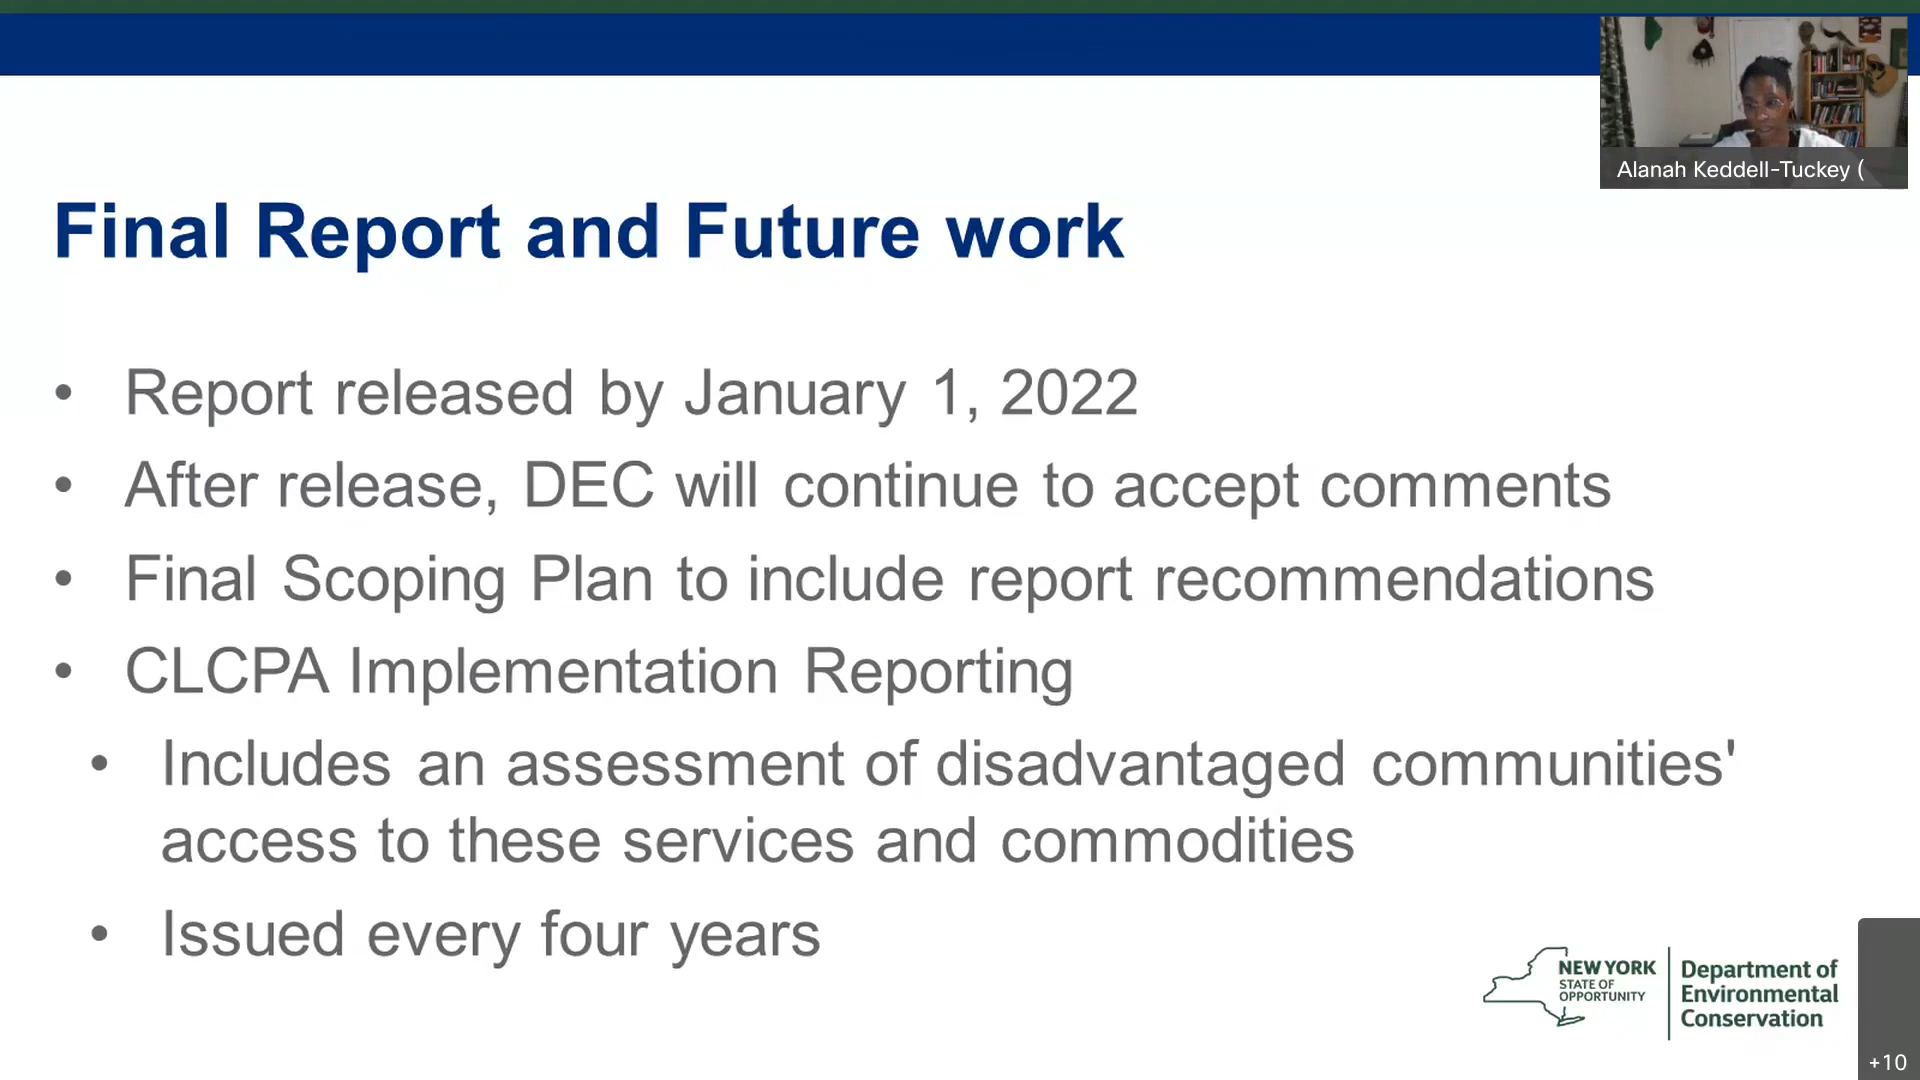 Alanah Keddell-Tuckey (
Final Report and Future work
• Report released by January 1, 2022
• After release, DEC will continue to accept comments
• Final Scoping Plan to include report recommendations
• CLCPA Implementation Reporting
• Includes an assessment of disadvantaged communities'
access to these services and commodities
• Issued every four years
NEW YORK
STATE OF
OPPORTUNITY
Department of
Environmental
Conservation
+10